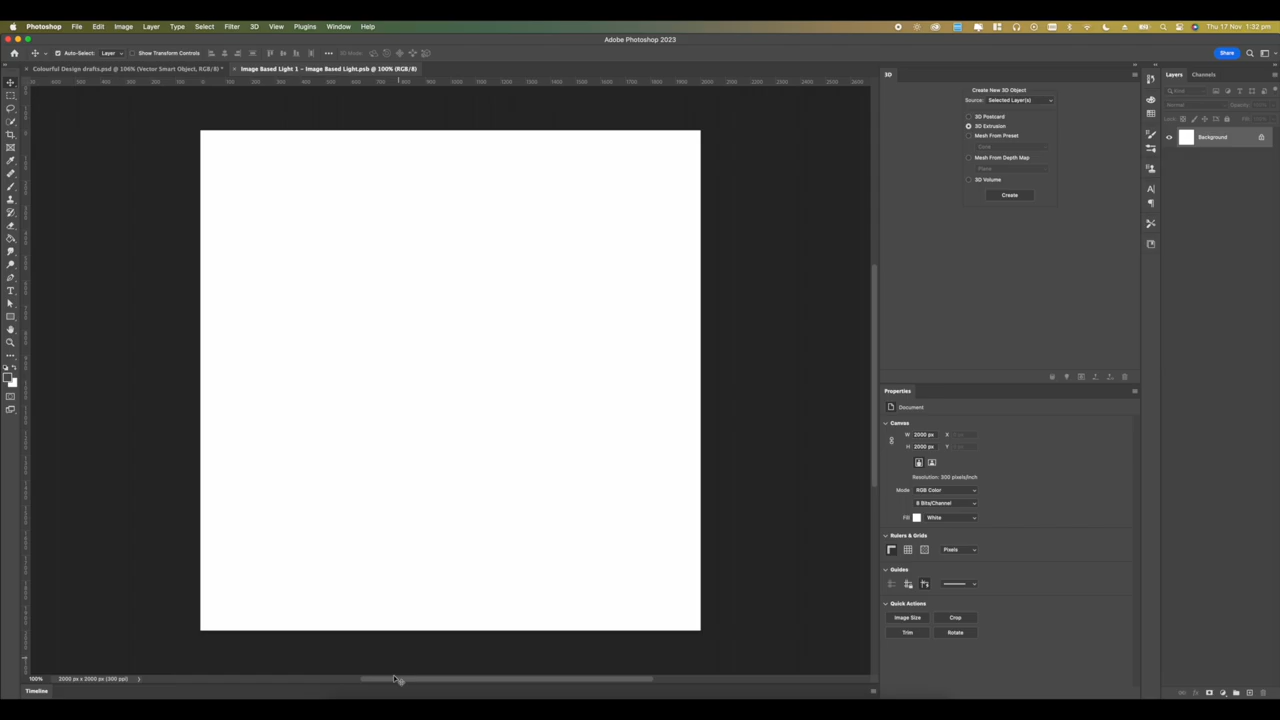 Photoshop File Edit Image Layer Type Select Filter 3D View Plugins Window Help Thu 17 Nov 1:32 pm
Adobe Photoshop 2023
Auto-Select: Layer Show Transform Controls 3D Mode: Share
Colourful Design drafts.psd @ 106% (Vector Smart Object, RGB/8) * Image Based Light 1 – Image Based Light.psb @ 100% (RGB/8)
3D
Create New 3D Object
Source: Selected Layer(s)
3D Postcard
3D Extrusion
Mesh From Preset
Cone
Mesh From Depth Map
Plane
3D Volume
Create
Layers Channels
Kind
Normal Opacity: 100%
Lock: Fill:
Background
Properties
Document
Canvas
W 2000 px X
H 2000 px Y
Resolution: 300 pixels/inch
Mode RGB Color
8 Bits/Channel
Fill White
Rulers & Grids
Pixels
Guides
Quick Actions
Image Size Crop
Trim Rotate
100% 2000 px x 2000 px (300 ppi)
Timeline